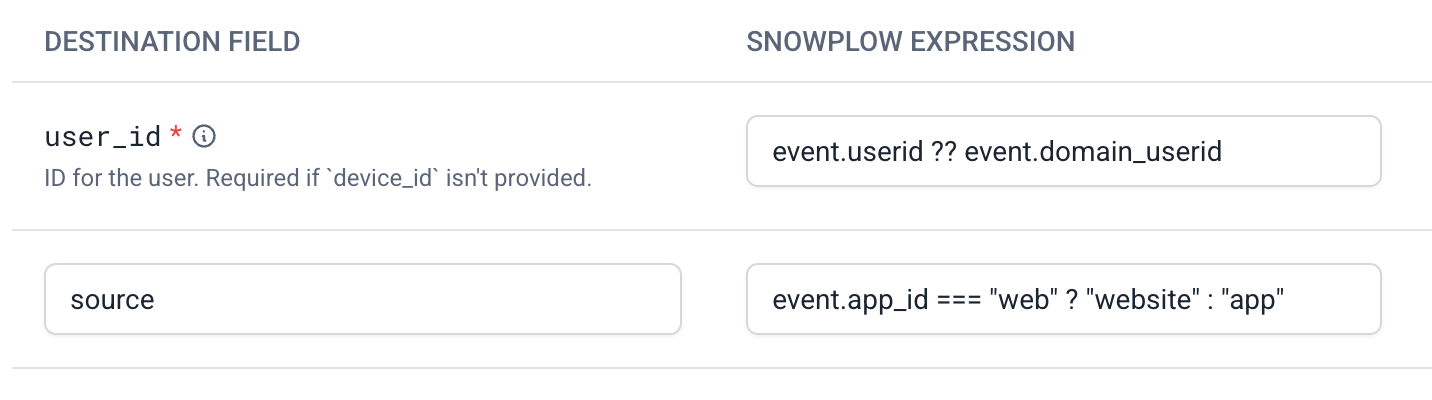 DESTINATION FIELD SNOWPLOW EXPRESSION
user_id *
event.userid ?? event.domain_userid
ID for the user. Required if `device_id` isn't provided.
source event.app_id === "web" ? "website" : "app"